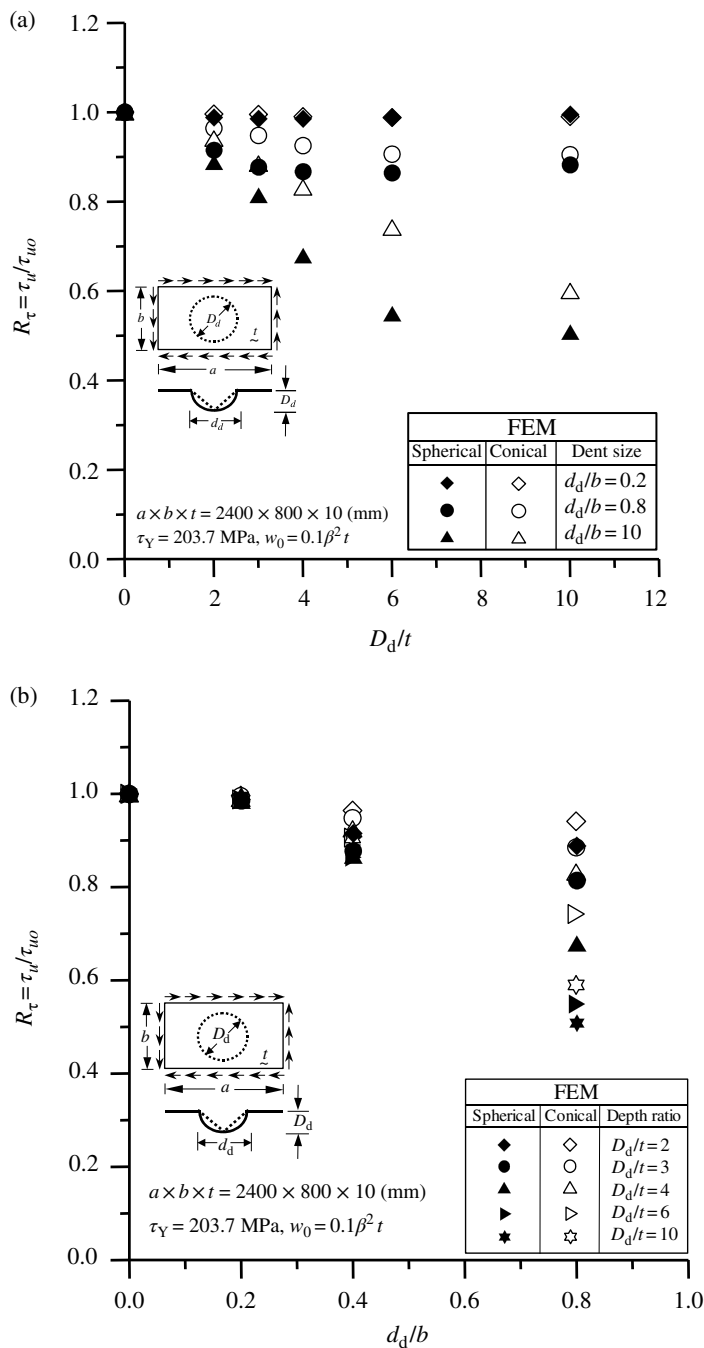 (a)
1.2
1.0
0.8
0.6
0.4
0.2
0.0
R_τ = τ_u/τ_uo
b
D_d
t
~
a
D_d
d_d
a × b × t = 2400 × 800 × 10 (mm)
τ_Y = 203.7 MPa, w_0 = 0.1β^2 t
FEM
Spherical Conical Dent size
d_d/b = 0.2
d_d/b = 0.8
d_d/b = 10
0 2 4 6 8 10 12
D_d/t
(b)
1.2
1.0
0.8
0.6
0.4
0.2
0.0
R_τ = τ_u/τ_uo
b
D_d
t
~
a
D_d
d_d
a × b × t = 2400 × 800 × 10 (mm)
τ_Y = 203.7 MPa, w_0 = 0.1β^2 t
FEM
Spherical Conical Depth ratio
D_d/t = 2
D_d/t = 3
D_d/t = 4
D_d/t = 6
D_d/t = 10
0.0 0.2 0.4 0.6 0.8 1.0
d_d/b